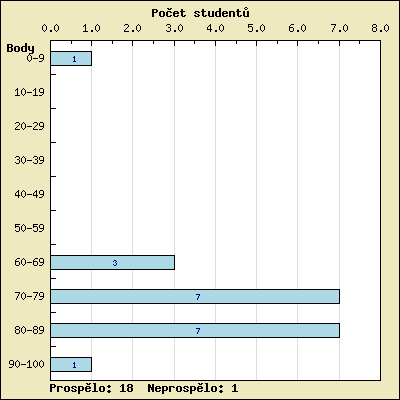 Počet studentů
0.0 1.0 2.0 3.0 4.0 5.0 6.0 7.0 8.0
Body
0-9 1
10-19
20-29
30-39
40-49
50-59
60-69 3
70-79 7
80-89 7
90-100 1
Prospělo: 18 Neprospělo: 1